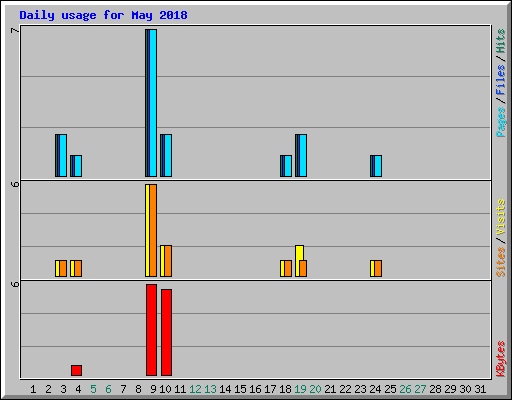 Daily usage for May 2018
7
6
6
Pages / Files / Hits
Sites / Visits
KBytes
1 2 3 4 5 6 7 8 9 10 11 12 13 14 15 16 17 18 19 20 21 22 23 24 25 26 27 28 29 30 31